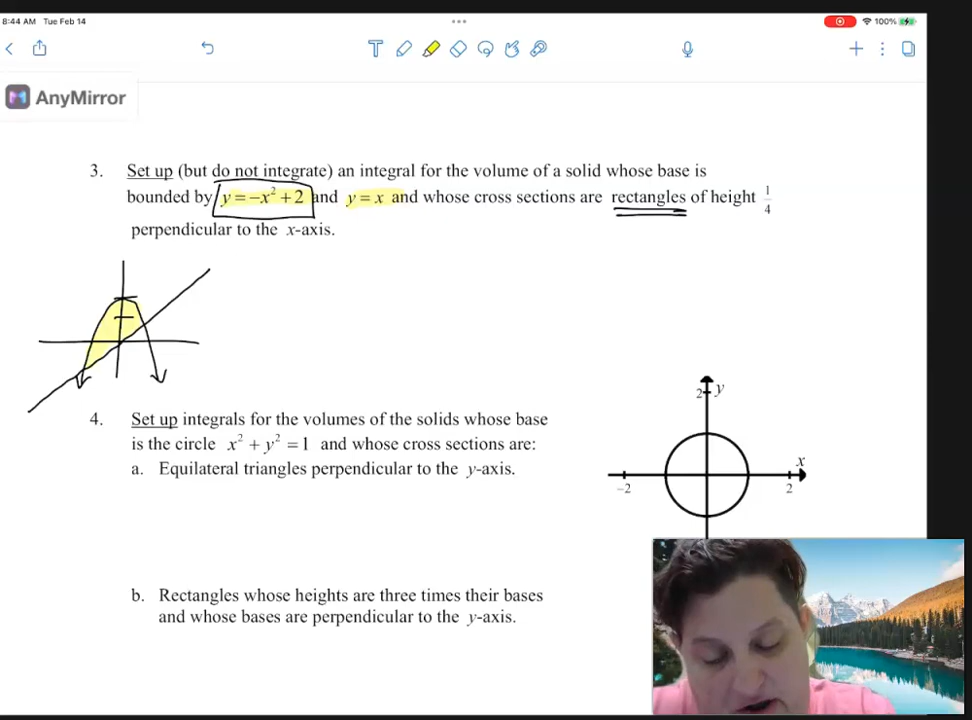 8:44 AM Tue Feb 14
100%
AnyMirror
3. Set up (but do not integrate) an integral for the volume of a solid whose base is
bounded by y = −x² + 2 and y = x and whose cross sections are rectangles of height 1/4
perpendicular to the x-axis.
4. Set up integrals for the volumes of the solids whose base
is the circle x² + y² = 1 and whose cross sections are:
a. Equilateral triangles perpendicular to the y-axis.
2 y
x
−2 2
b. Rectangles whose heights are three times their bases
and whose bases are perpendicular to the y-axis.